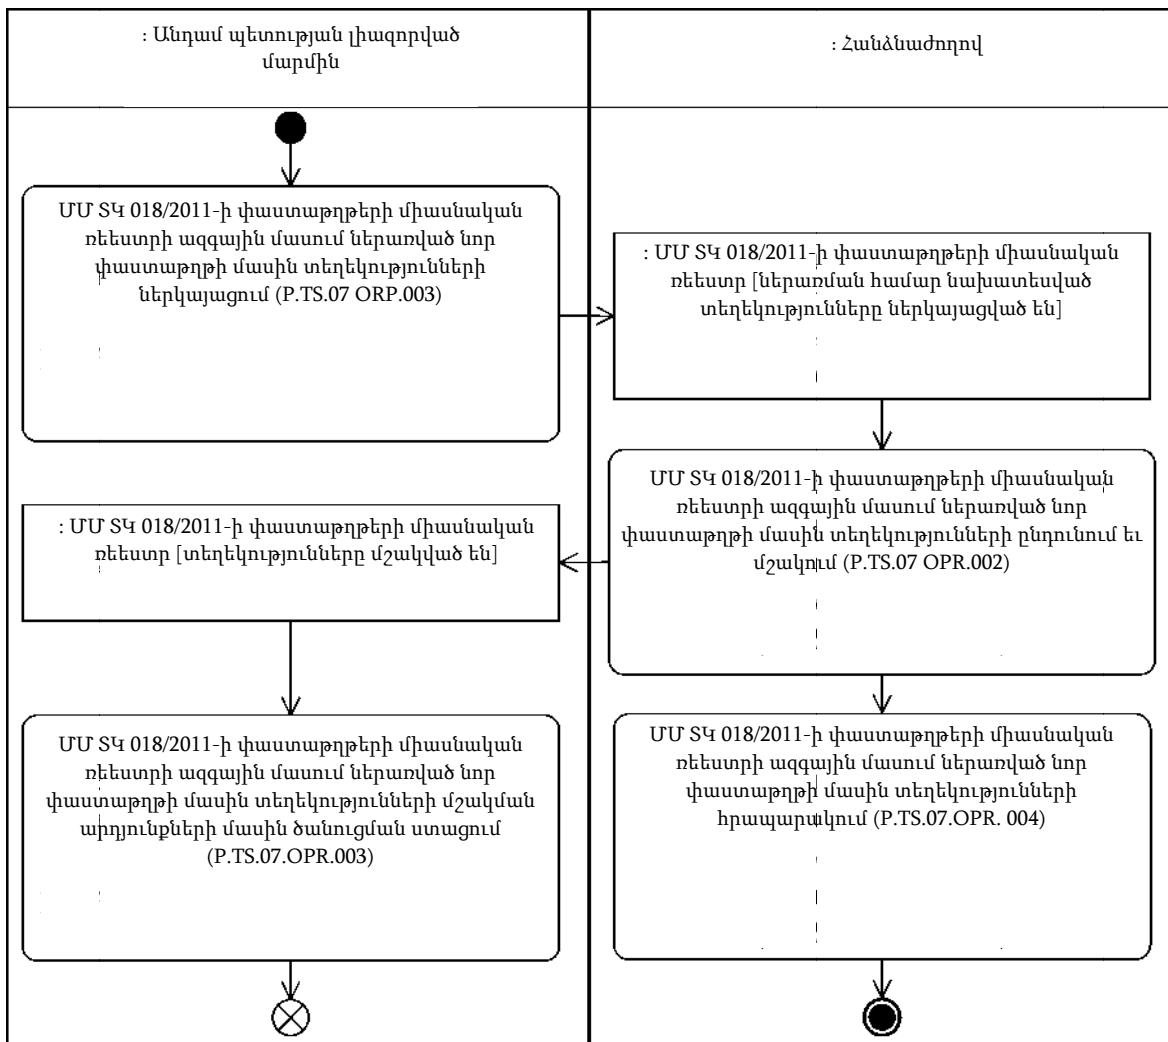 : Անդամ պետության լիազորված
մարմին
: Հանձնաժողով
ՄՄ ՏԿ 018/2011-ի փաստաթղթերի միասնական
ռեեստրի ազգային մասում ներառված նոր
փաստաթղթի մասին տեղեկությունների
ներկայացում (P.TS.07 ORP.003)
: ՄՄ ՏԿ 018/2011-ի փաստաթղթերի միասնական
ռեեստր [ներառման համար նախատեսված
տեղեկությունները ներկայացված են]
ՄՄ ՏԿ 018/2011-ի փաստաթղթերի միասնական
ռեեստրի ազգային մասում ներառված նոր
փաստաթղթի մասին տեղեկությունների ընդունում եւ
մշակում (P.TS.07 OPR.002)
: ՄՄ ՏԿ 018/2011-ի փաստաթղթերի միասնական
ռեեստր [տեղեկությունները մշակված են]
ՄՄ ՏԿ 018/2011-ի փաստաթղթերի միասնական
ռեեստրի ազգային մասում ներառված նոր
փաստաթղթի մասին տեղեկությունների մշակման
արդյունքների մասին ծանուցման ստացում
(P.TS.07.OPR.003)
ՄՄ ՏԿ 018/2011-ի փաստաթղթերի միասնական
ռեեստրի ազգային մասում ներառված նոր
փաստաթղթի մասին տեղեկությունների
հրապարակում (P.TS.07.OPR. 004)